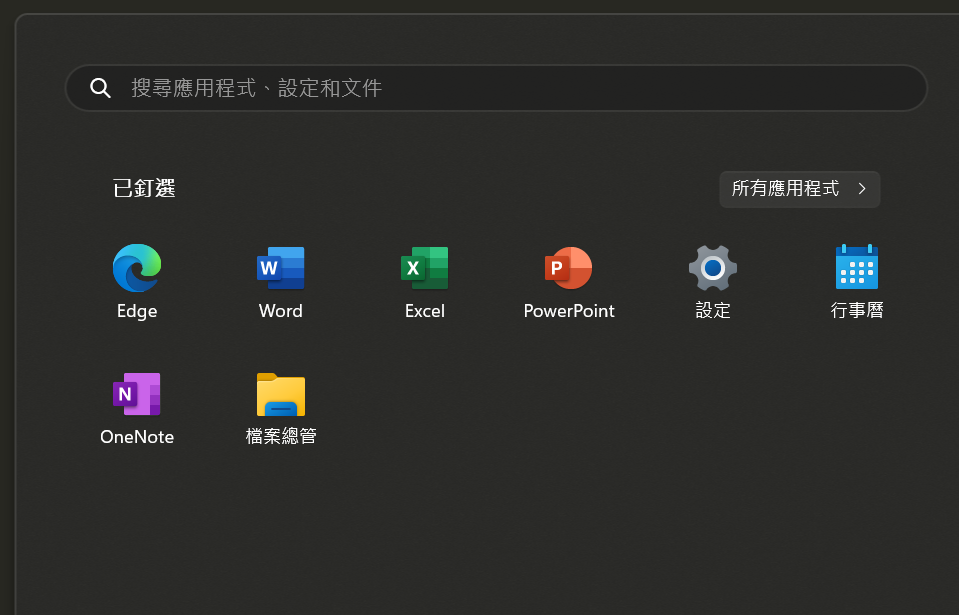 搜尋應用程式、設定和文件
已釘選
所有應用程式
Edge
Word
Excel
PowerPoint
設定
行事曆
OneNote
檔案總管